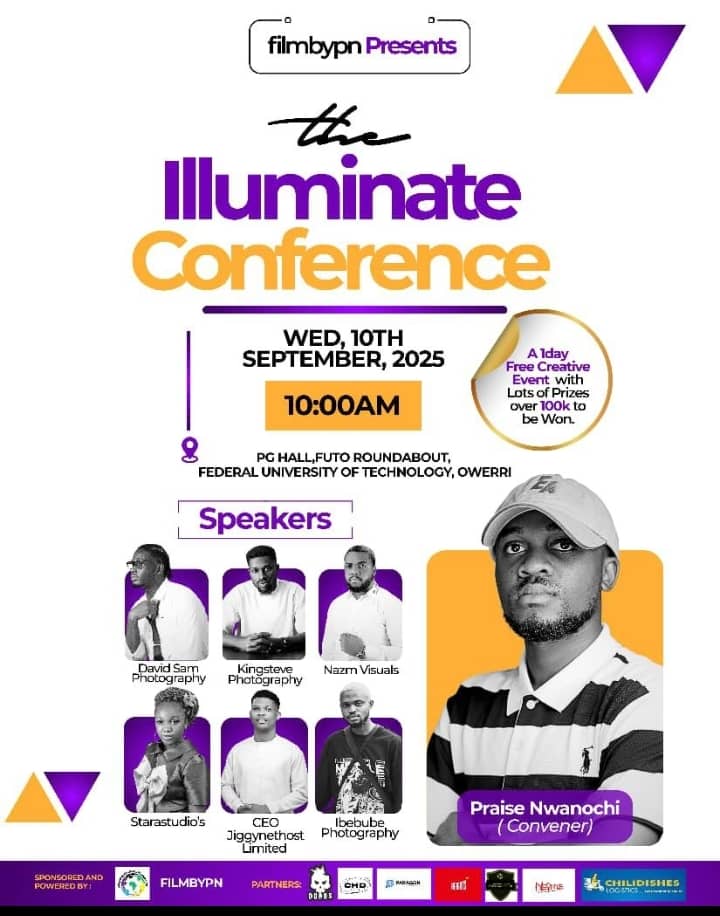 filmbypn Presents
the
Illuminate
Conference
WED, 10TH
SEPTEMBER, 2025
10:00AM
A 1day
Free Creative
Event with
Lots of Prizes
over 100k to
be Won.
PG HALL,FUTO ROUNDABOUT,
FEDERAL UNIVERSITY OF TECHNOLOGY, OWERRI
Speakers
David Sam
Photography
Kingsteve
Photography
Nazm Visuals
Starastudio's
CEO
Jiggynethost
Limited
Ibebube
Photography
Praise Nwanochi
(Convener)
SPONSORED AND
POWERED BY :
FILMBYPN
PARTNERS:
CHD
PARAGON
CHILIDISHES
LOGISTICS